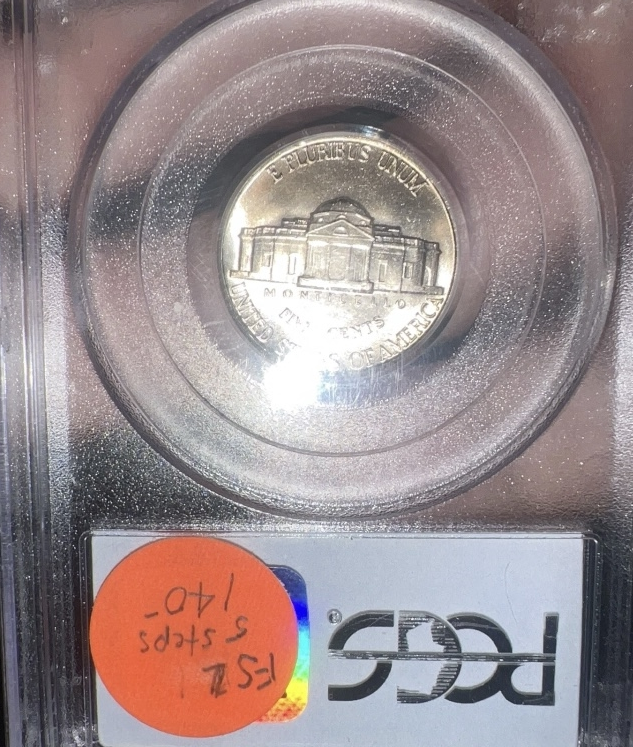 E PLURIBUS UNUM
MONTICELLO
FIVE CENTS
UNITED STATES OF AMERICA
PCGS
®
5 steps
140-